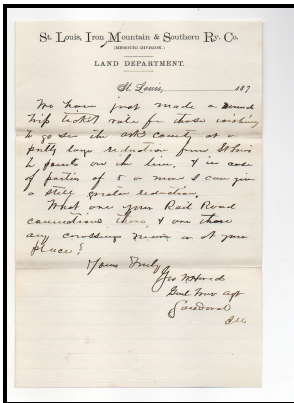 St. Louis, Iron Mountain & Southern Ry. Co.
(MISSOURI DIVISION.)
LAND DEPARTMENT.
St. Louis, 187
We have just made a round
trip ticket rate for those wishing
to go see the ark county at a
pretty large reduction from St Louis
to points on the line, & in case
of parties of 5 or more I can give
a still greater reduction.
What are your Rail Road
connections there, & are there
any crossings near or at your
place?
Yours Truly
Geo
Genl Trav Agt
Sandoval
Ills